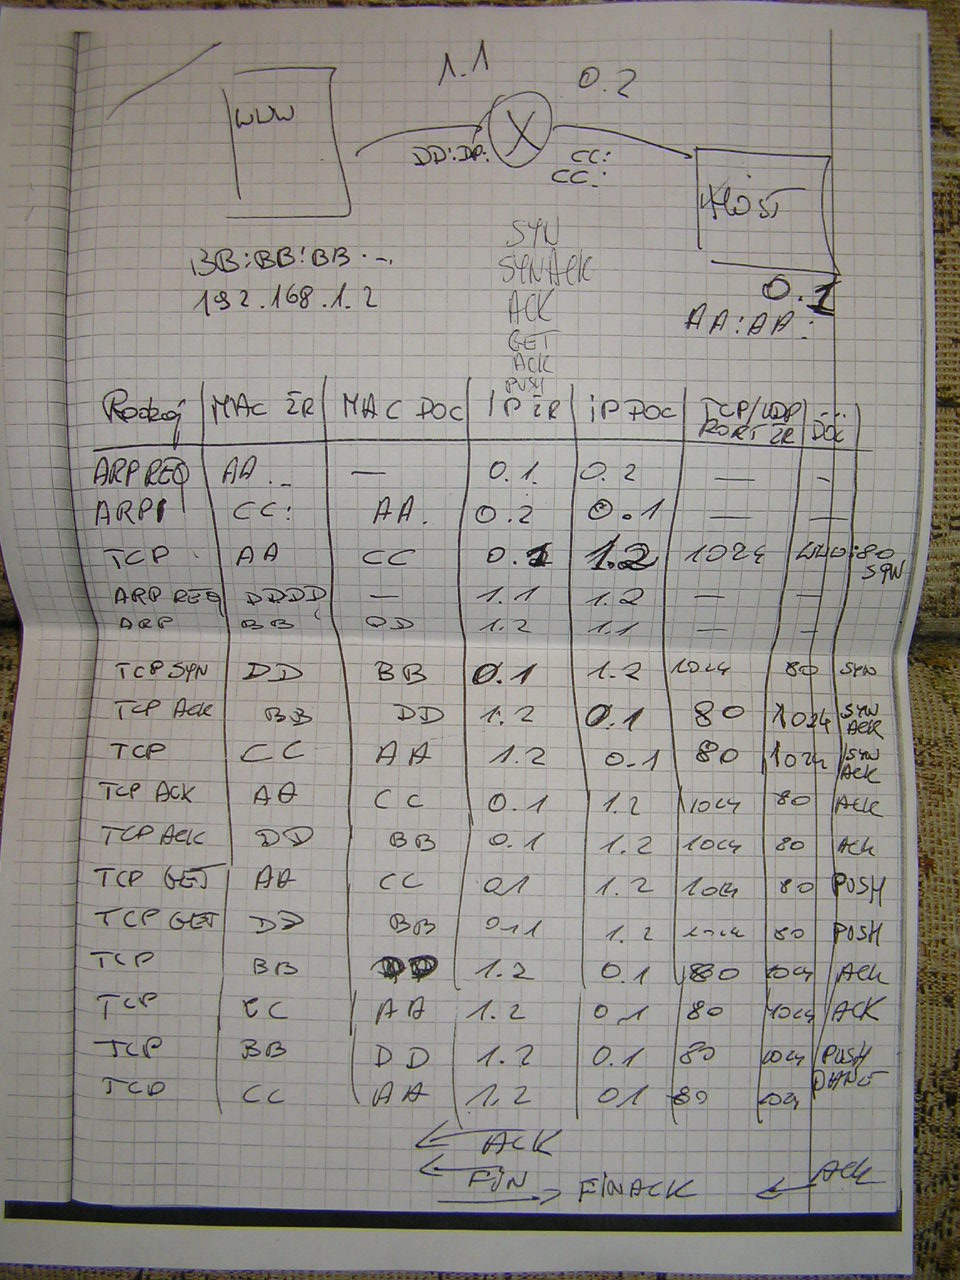 1.1
0.2
WWW
DD:DD:
CC:
CC:
HOST
SYN
BB:BB:BB...
SYNACK
192.168.1.2
ACK
0.1
AA:AA:
GET
ACK
PUSH
Rodzaj MAC ŹR MAC DOC IP ŹR IP DOC TCP/UDP PORT ŹR DOC
ARP REQ AA... — 0.1 0.2 — -
ARP CC: AA. 0.2 0.1 — —
TCP AA CC 0.1 1.2 1024 :80 SYN
ARP REQ DDDD — 1.1 1.2 — —
ARP BB DD 1.2 1.1 — -
TCP SYN DD BB 0.1 1.2 1024 80 SYN
TCP ACK BB DD 1.2 0.1 80 1024 SYN ACK
TCP CC AA 1.2 0.1 80 1024 SYN ACK
TCP ACK AA CC 0.1 1.2 1024 80 ACK
TCP ACK DD BB 0.1 1.2 1024 80 ACK
TCP GET AA CC 0.1 1.2 1024 80 PUSH
TCP GET DD BB 0.1 1.2 1024 80 PUSH
TCP BB DD 1.2 0.1 80 1024 ACK
TCP CC AA 1.2 0.1 80 1024 ACK
TCP BB DD 1.2 0.1 80 1024 PUSH
TCP CC AA 1.2 0.1 80 1024 DANE
ACK
FIN FINACK ACK